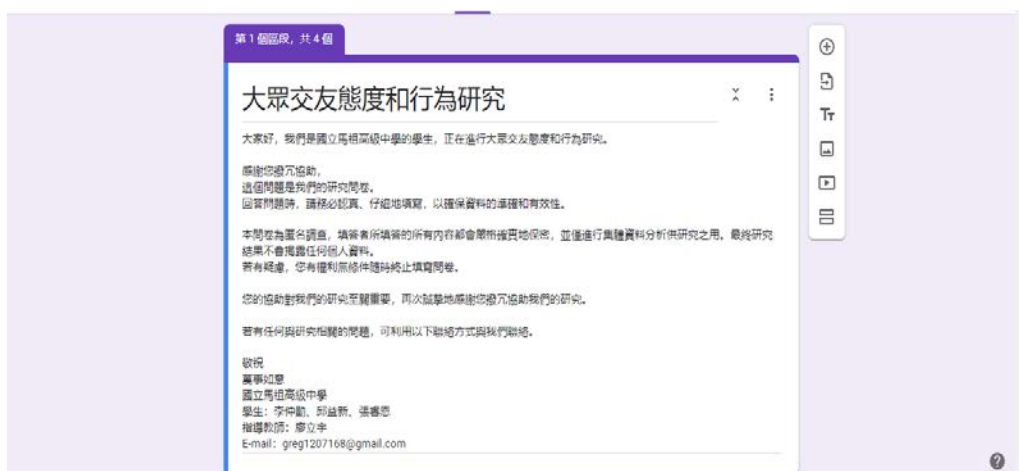 第 1 個區段，共 4 個
大眾交友態度和行為研究
大家好，我們是國立馬祖高級中學的學生，正在進行大眾交友態度和行為研究。
感謝您撥冗協助，
這個問題是我們的研究問卷。
回答問題時，請務必認真、仔細地填寫，以確保資料的準確和有效性。
本問卷為匿名調查，填答者所填答的所有內容都會嚴格確實地保密，並僅進行集體資料分析供研究之用。最終研究
結果不會揭露任何個人資料。
若有疑慮，您有權利無條件隨時終止填寫問卷。
您的協助對我們的研究至關重要，再次誠摯地感謝您撥冗協助我們的研究。
若有任何與研究相關的問題，可利用以下聯絡方式與我們聯絡。
敬祝
萬事如意
國立馬祖高級中學
學生：李仲勛、邱益新、張睿恩
指導教師：廖立宇
E-mail：greg1207168@gmail.com
Tт